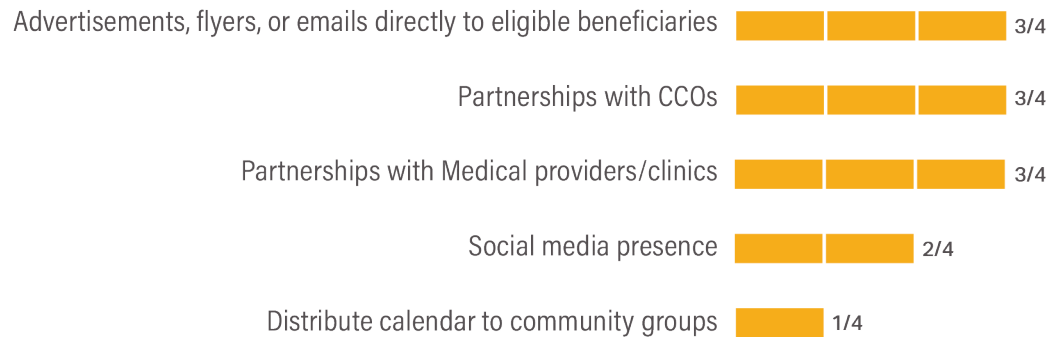 Advertisements, flyers, or emails directly to eligible beneficiaries 3/4
Partnerships with CCOs 3/4
Partnerships with Medical providers/clinics 3/4
Social media presence 2/4
Distribute calendar to community groups 1/4